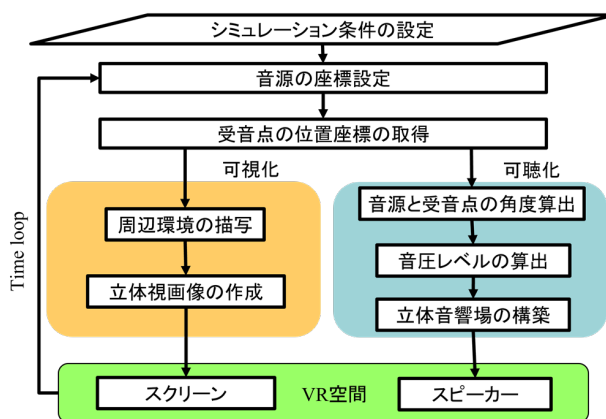 シミュレーション条件の設定
音源の座標設定
受音点の位置座標の取得
可視化
可聴化
周辺環境の描写
立体視画像の作成
音源と受音点の角度算出
音圧レベルの算出
立体音響場の構築
Time loop
スクリーン
VR空間
スピーカー